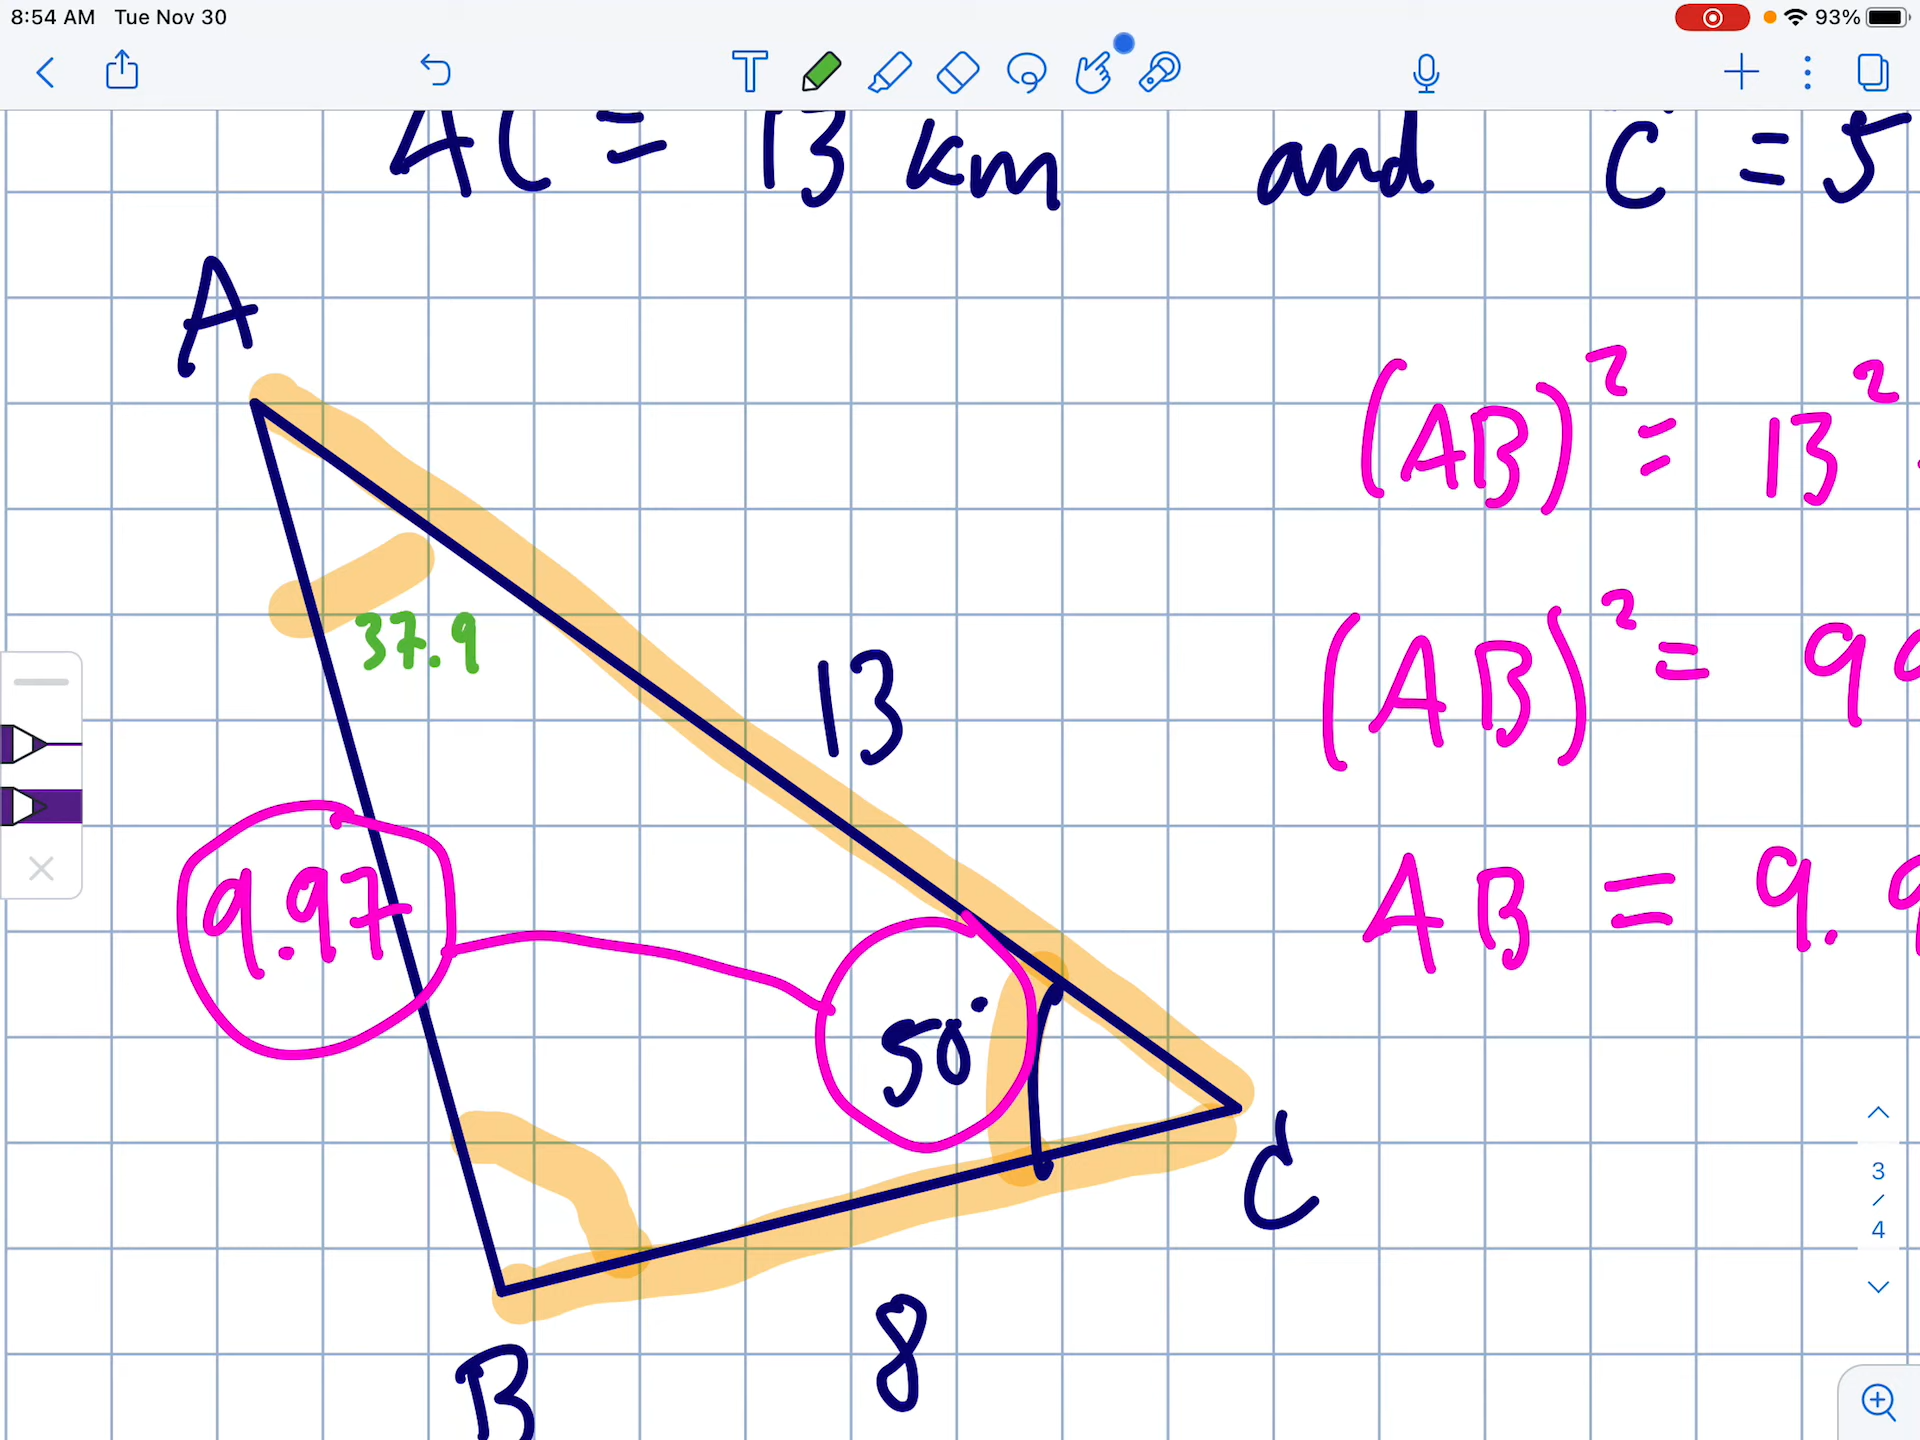 8:54 AM Tue Nov 30
93%
T
AC = 13 km and C = 5
A
(AB)² = 13²
37.9
(AB)² = 99
13
9.97
AB = 9.9
50°
C
3
/
4
8
B